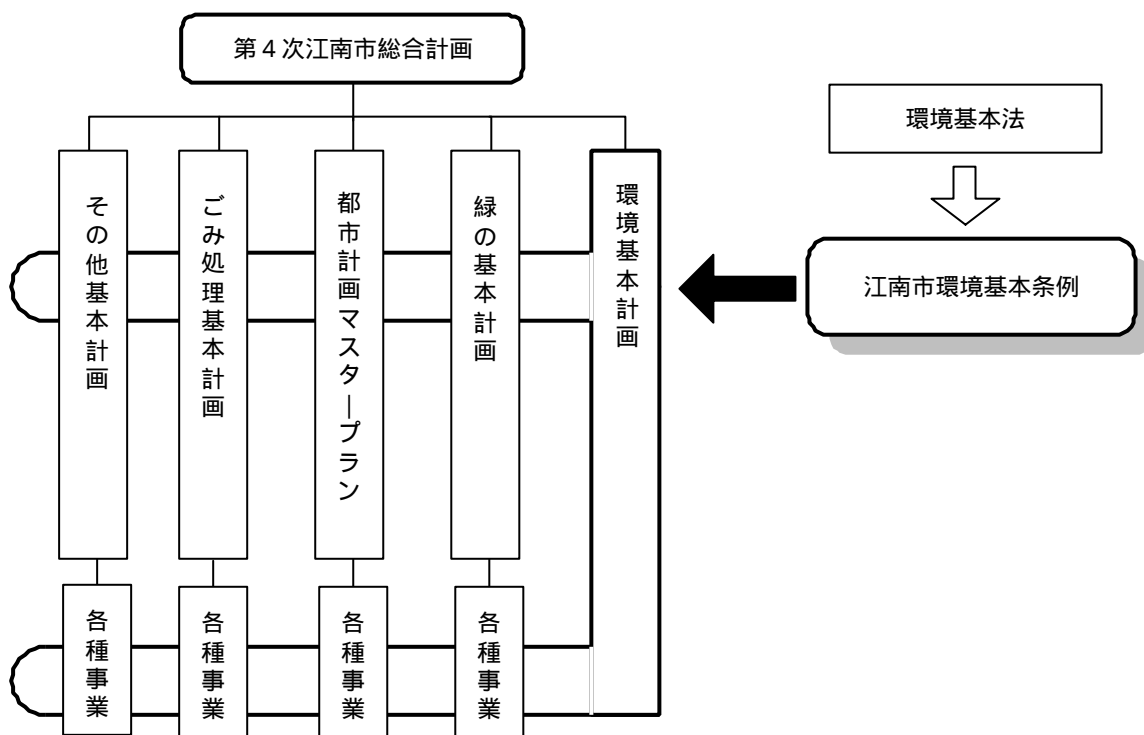 第４次江南市総合計画
環境基本法
江南市環境基本条例
その他基本計画
ごみ処理基本計画
都市計画マスタープラン
緑の基本計画
環境基本計画
各種事業
各種事業
各種事業
各種事業